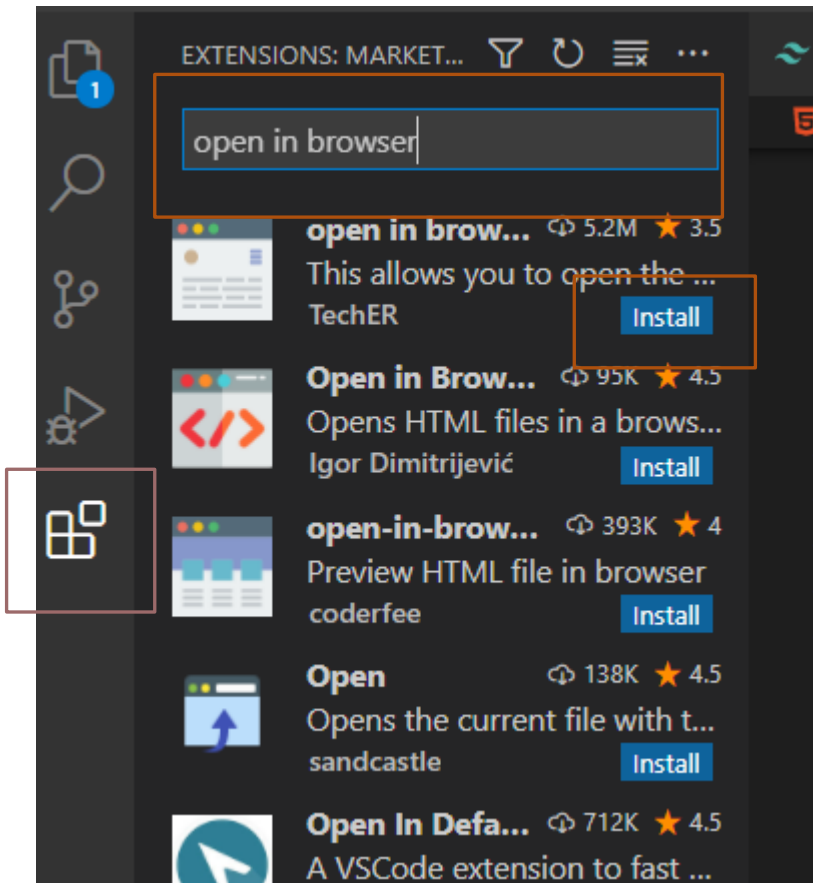 EXTENSIONS: MARKET...
1
open in browser
open in brow... 5.2M 3.5
This allows you to open the ...
TechER Install
Open in Brow... 95K 4.5
Opens HTML files in a brows...
Igor Dimitrijević Install
open-in-brow... 393K 4
Preview HTML file in browser
coderfee Install
Open 138K 4.5
Opens the current file with t...
sandcastle Install
Open In Defa... 712K 4.5
A VSCode extension to fast ...